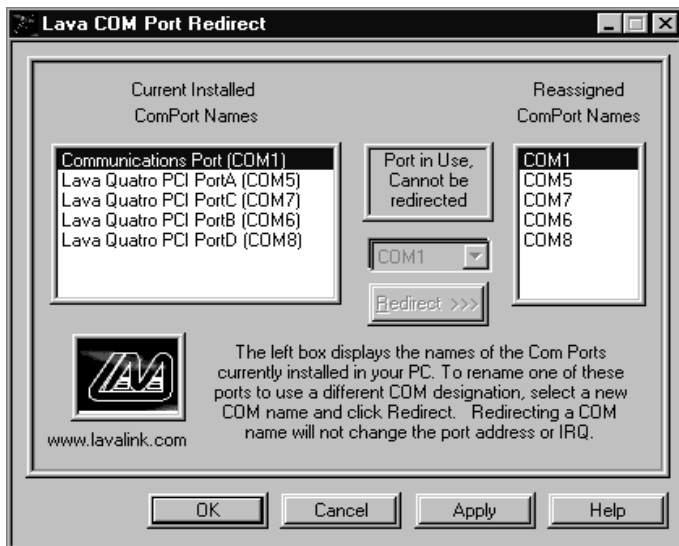 Lava COM Port Redirect
Current Installed
ComPort Names
Reassigned
ComPort Names
Communications Port (COM1)
Lava Quatro PCI PortA (COM5)
Lava Quatro PCI PortC (COM7)
Lava Quatro PCI PortB (COM6)
Lava Quatro PCI PortD (COM8)
Port in Use,
Cannot be
redirected
COM1
Redirect >>>
COM1
COM5
COM7
COM6
COM8
LAVA
www.lavalink.com
The left box displays the names of the Com Ports
currently installed in your PC. To rename one of these
ports to use a different COM designation, select a new
COM name and click Redirect. Redirecting a COM
name will not change the port address or IRQ.
OK
Cancel
Apply
Help